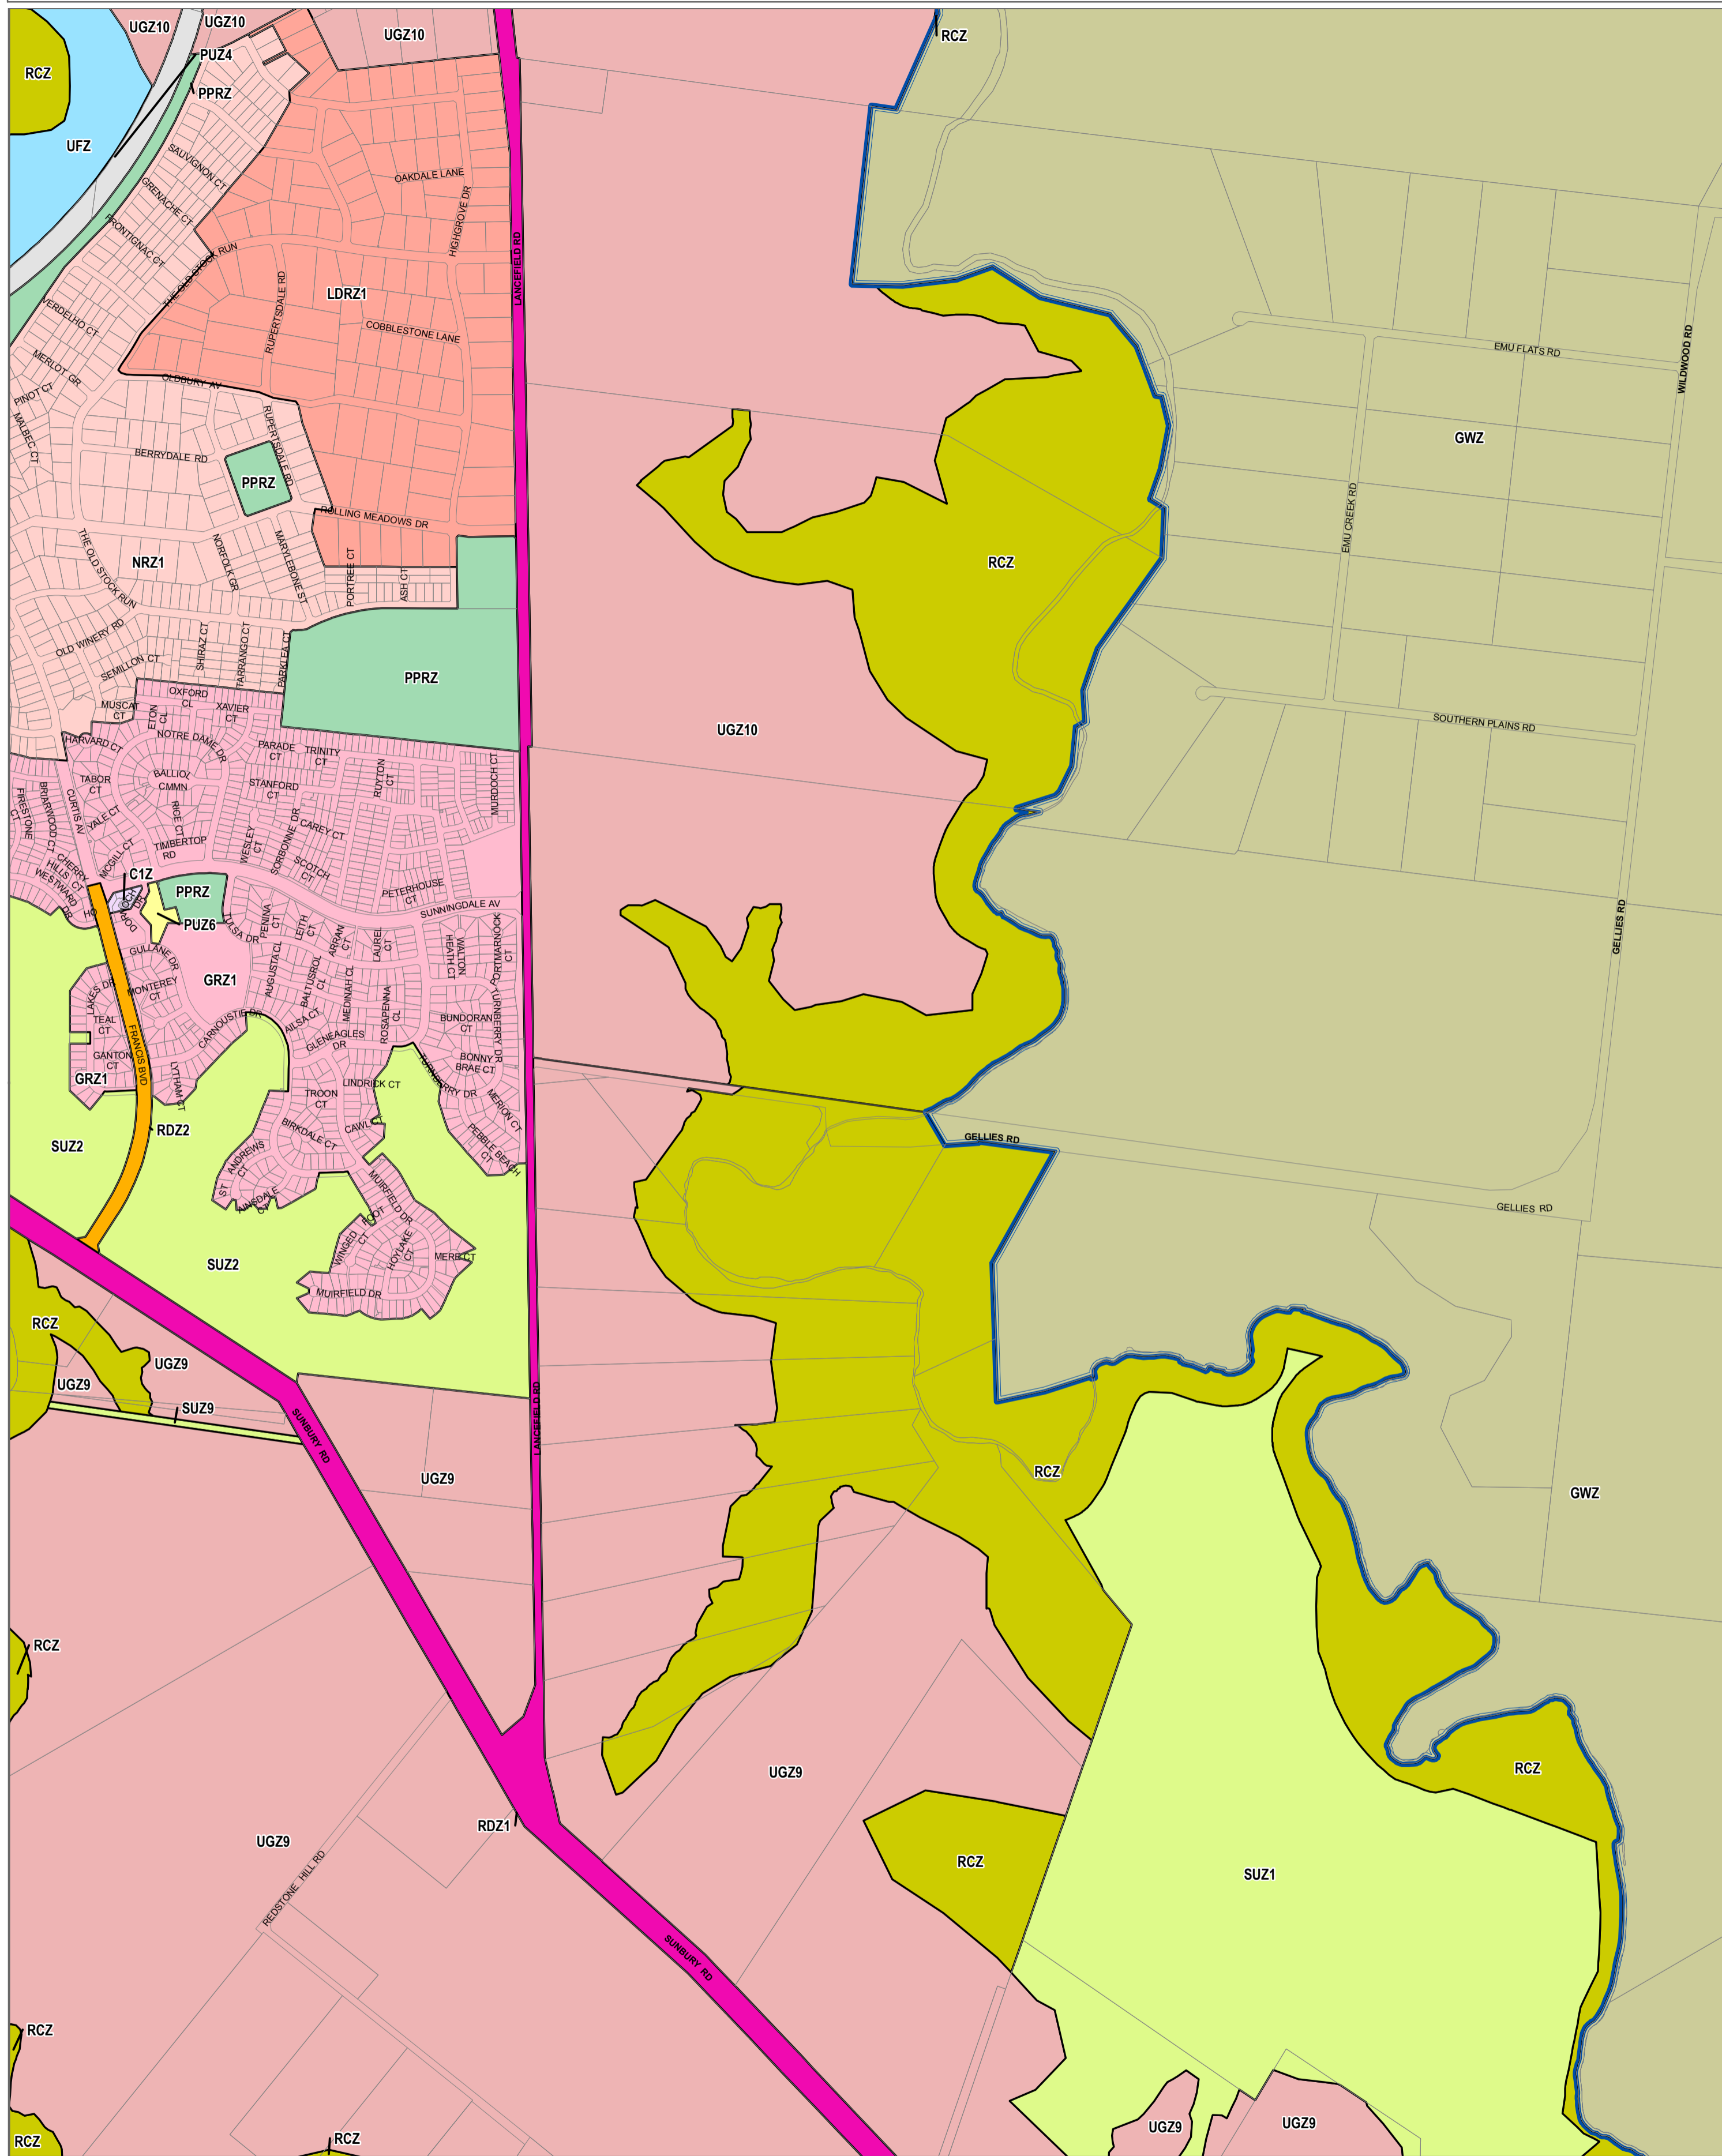 UGZ10
UGZ10
UGZ10
RCZ
PUZ4
RCZ
PPRZ
UFZ
SAUVIGNON CT
OAKDALE LANE
GRENACHE CT
HIGHGROVE DR
FRONTIGNAC CT
THE OLD STOCK RUN
LANCEFIELD RD
LDRZ1
RUPERTSDALE RD
VERDELHO CT
COBBLESTONE LANE
EMU FLATS RD
WILDWOOD RD
MERLOT GR
OLDBURY AV
PINOT CT
MALBEC CT
RUPERTSDALE RD
GWZ
BERRYDALE RD
PPRZ
ROLLING MEADOWS DR
EMU CREEK RD
NRZ1
THE OLD STOCK RUN
NORFOLK GR
MARYLEBONE ST
PORTREE CT
ASH CT
RCZ
OLD WINERY RD
SHIRAZ CT
TARRANGO CT
PARKLEA CT
SEMILLON CT
PPRZ
OXFORD
CL
MUSCAT
CT
ETON
CL
XAVIER
CT
UGZ10
SOUTHERN PLAINS RD
HARVARD CT
NOTRE DAME DR
PARADE
CT
TRINITY
CT
RUYTON
CT
MURDOCH CT
TABOR
CT
BALLIOL
CMMN
STANFORD
CT
FIRESTONE
CT
BRIARWOOD CT
CURTIS AV
YALE CT
RICE CT
SORBONNE DR
CAREY CT
WESLEY
CT
TIMBERTOP
RD
MCGILL CT
SCOTCH
CT
CHERRY
HILLS CT
WESTWARD
HO
DR
C1Z
DOROCH
DR
PPRZ
PUZ6
PETERHOUSE
CT
SUNNINGDALE AV
TULSA DR
PENINA
CT
LEITH
CT
ARRAN
CT
LAUREL
CT
HEATH CT
WALTON
PORTMARNOCK
CT
GELLIES RD
GULLANE DR
GRZ1
AUGUSTA CL
BALTUSROL
CL
MEDINAH CL
ROSAPENNA
CL
LAKES DR
MONTEREY
CT
TEAL
CT
CARNOUSTIE DR
AILSA CT
BUNDORAN
CT
TURNBERRY DR
GLENEAGLES
DR
FRANCIS BVD
GANTON
CT
BONNY
BRAE CT
GRZ1
LYTHAM CT
LINDRICK CT
TURNBERRY DR
TROON
CT
MERION CT
SUZ2
RDZ2
BIRKDALE CT
CAWL CT
PEBBLE BEACH
CT
GELLIES RD
ST ANDREWS
CT
AINSDALE
CT
MUIRFIELD DR
GELLIES RD
WINGED FOOT
CT
HOYLAKE
CT
MERE CT
SUZ2
MUIRFIELD DR
RCZ
UGZ9
UGZ9
SUZ9
SUNBURY RD
LANCEFIELD RD
UGZ9
RCZ
GWZ
RCZ
UGZ9
RCZ
RDZ1
UGZ9
RCZ
SUZ1
REDSTONE HILL RD
SUNBURY RD
RCZ
UGZ9
UGZ9
RCZ
RCZ